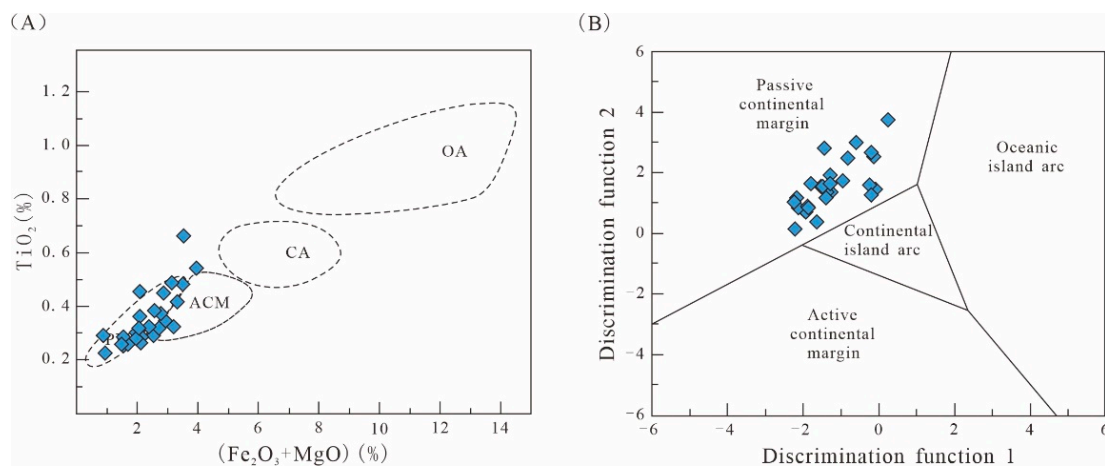 (A)
TiO₂(%)
1.2
1.0
0.8
0.6
0.4
0.2
OA
CA
ACM
P
2 4 6 8 10 12 14
(Fe₂O₃+MgO)(%)
(B)
Discrimination function 2
6
4
2
0
−2
−4
−6
Passive
continental
margin
Oceanic
island arc
Continental
island arc
Active
continental
margin
−6 −4 −2 0 2 4 6
Discrimination function 1